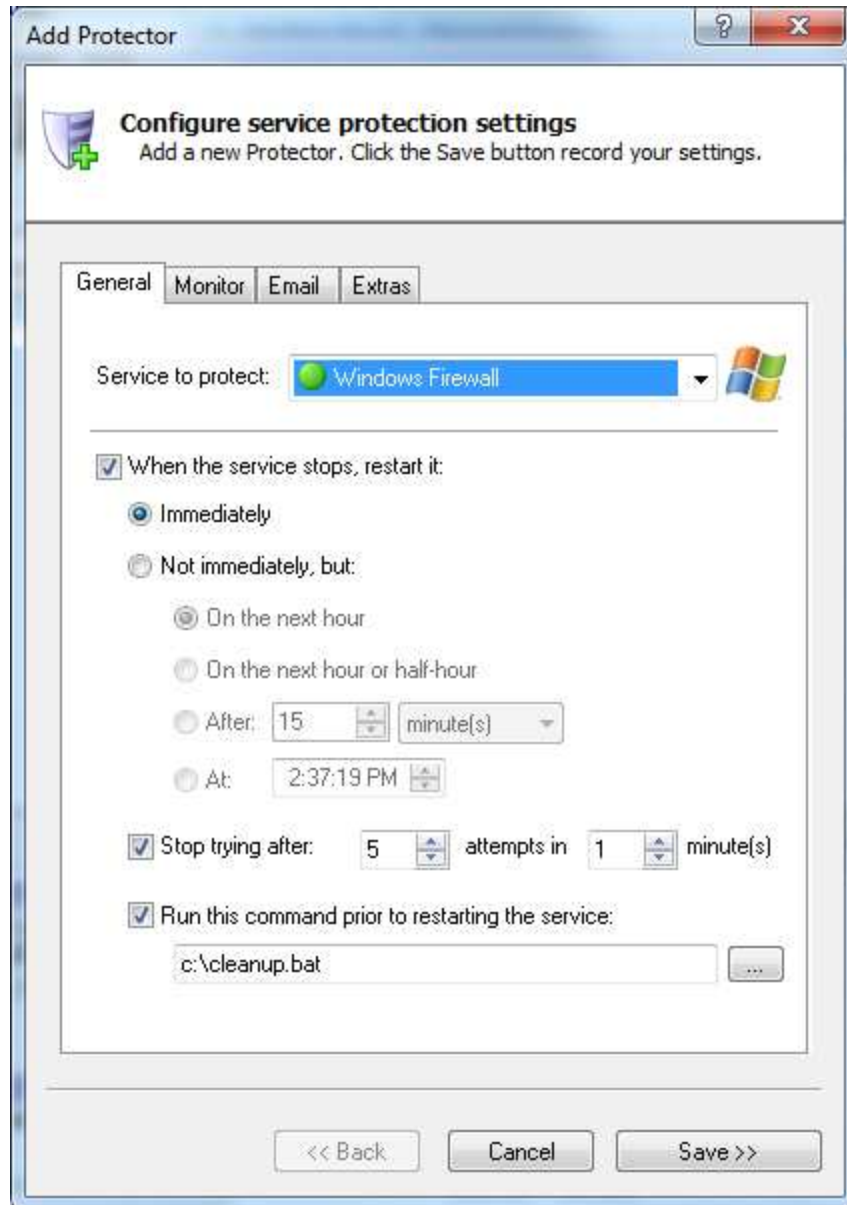 Add Protector
Configure service protection settings
Add a new Protector. Click the Save button record your settings.
General Monitor Email Extras
Service to protect: Windows Firewall
When the service stops, restart it:
Immediately
Not immediately, but:
On the next hour
On the next hour or half-hour
After: 15 minute(s)
At: 2:37:19 PM
Stop trying after: 5 attempts in 1 minute(s)
Run this command prior to restarting the service:
c:\cleanup.bat ...
<< Back Cancel Save >>